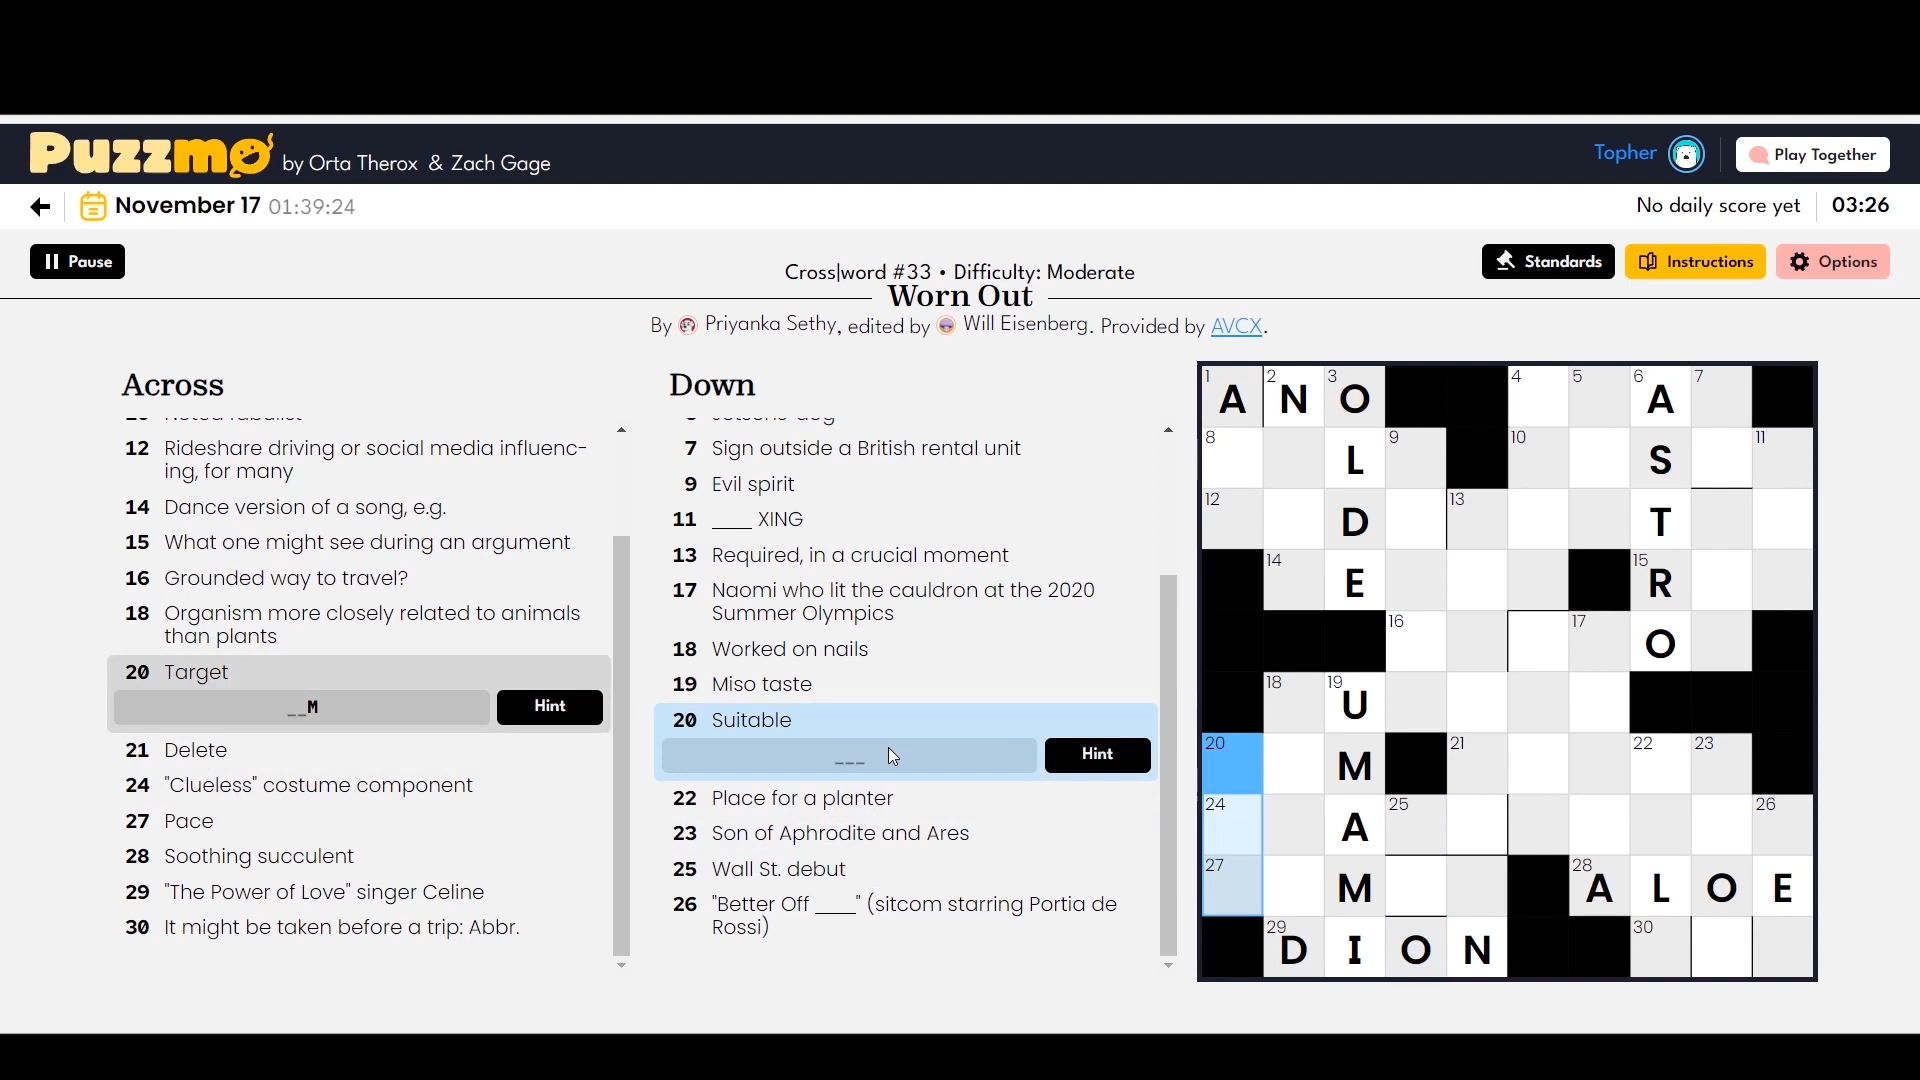 Puzzmo by Orta Therox & Zach Gage
Topher
Play Together
November 17 01:39:24
No daily score yet
03:26
Pause
Cross|word #33 • Difficulty: Moderate
Standards
Instructions
Options
Worn Out
By Priyanka Sethy, edited by Will Eisenberg. Provided by AVCX.
Across
12 Rideshare driving or social media influenc-
ing, for many
14 Dance version of a song, e.g.
15 What one might see during an argument
16 Grounded way to travel?
18 Organism more closely related to animals
than plants
20 Target
__M
Hint
21 Delete
24 "Clueless" costume component
27 Pace
28 Soothing succulent
29 "The Power of Love" singer Celine
30 It might be taken before a trip: Abbr.
Down
7 Sign outside a British rental unit
9 Evil spirit
11 ____ XING
13 Required, in a crucial moment
17 Naomi who lit the cauldron at the 2020
Summer Olympics
18 Worked on nails
19 Miso taste
20 Suitable
___
Hint
22 Place for a planter
23 Son of Aphrodite and Ares
25 Wall St. debut
26 "Better Off ____" (sitcom starring Portia de
Rossi)
1 A 2 N 3 O 4 5 6 A 7
8 L 9 10 S 11
12 D 13 T
14 E 15 R
16 17 O
18 19 U
20 M 21 22 23
24 A 25 26
27 M 28 A L O E
29 D I O N 30